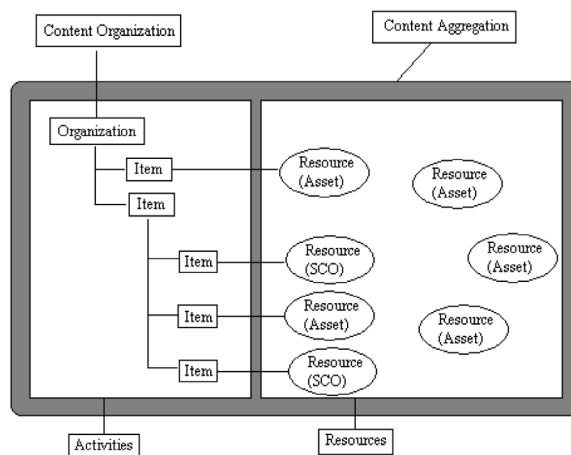 Content Organization
Content Aggregation
Organization
Item
Resource
(Asset)
Resource
(Asset)
Item
Item
Resource
(SCO)
Resource
(Asset)
Item
Resource
(Asset)
Resource
(Asset)
Item
Resource
(SCO)
Activities
Resources